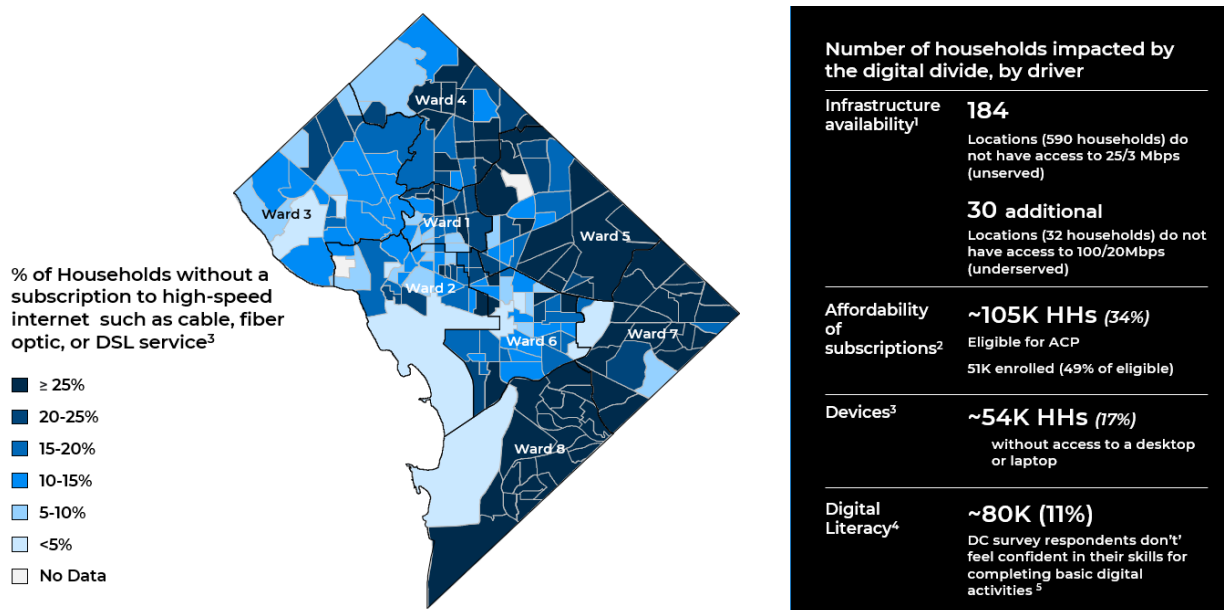 Ward 4
Ward 3
Ward 1
Ward 5
Ward 2
Ward 6
Ward 7
Ward 8
% of Households without a
subscription to high-speed
internet such as cable, fiber
optic, or DSL service³
≥ 25%
20-25%
15-20%
10-15%
5-10%
<5%
No Data
Number of households impacted by
the digital divide, by driver
Infrastructure
availability¹
184
Locations (590 households) do
not have access to 25/3 Mbps
(unserved)
30 additional
Locations (32 households) do not
have access to 100/20Mbps
(underserved)
Affordability
of
subscriptions²
~105K HHs (34%)
Eligible for ACP
51K enrolled (49% of eligible)
Devices³
~54K HHs (17%)
without access to a desktop
or laptop
Digital
Literacy⁴
~80K (11%)
DC survey respondents don't'
feel confident in their skills for
completing basic digital
activities ⁵